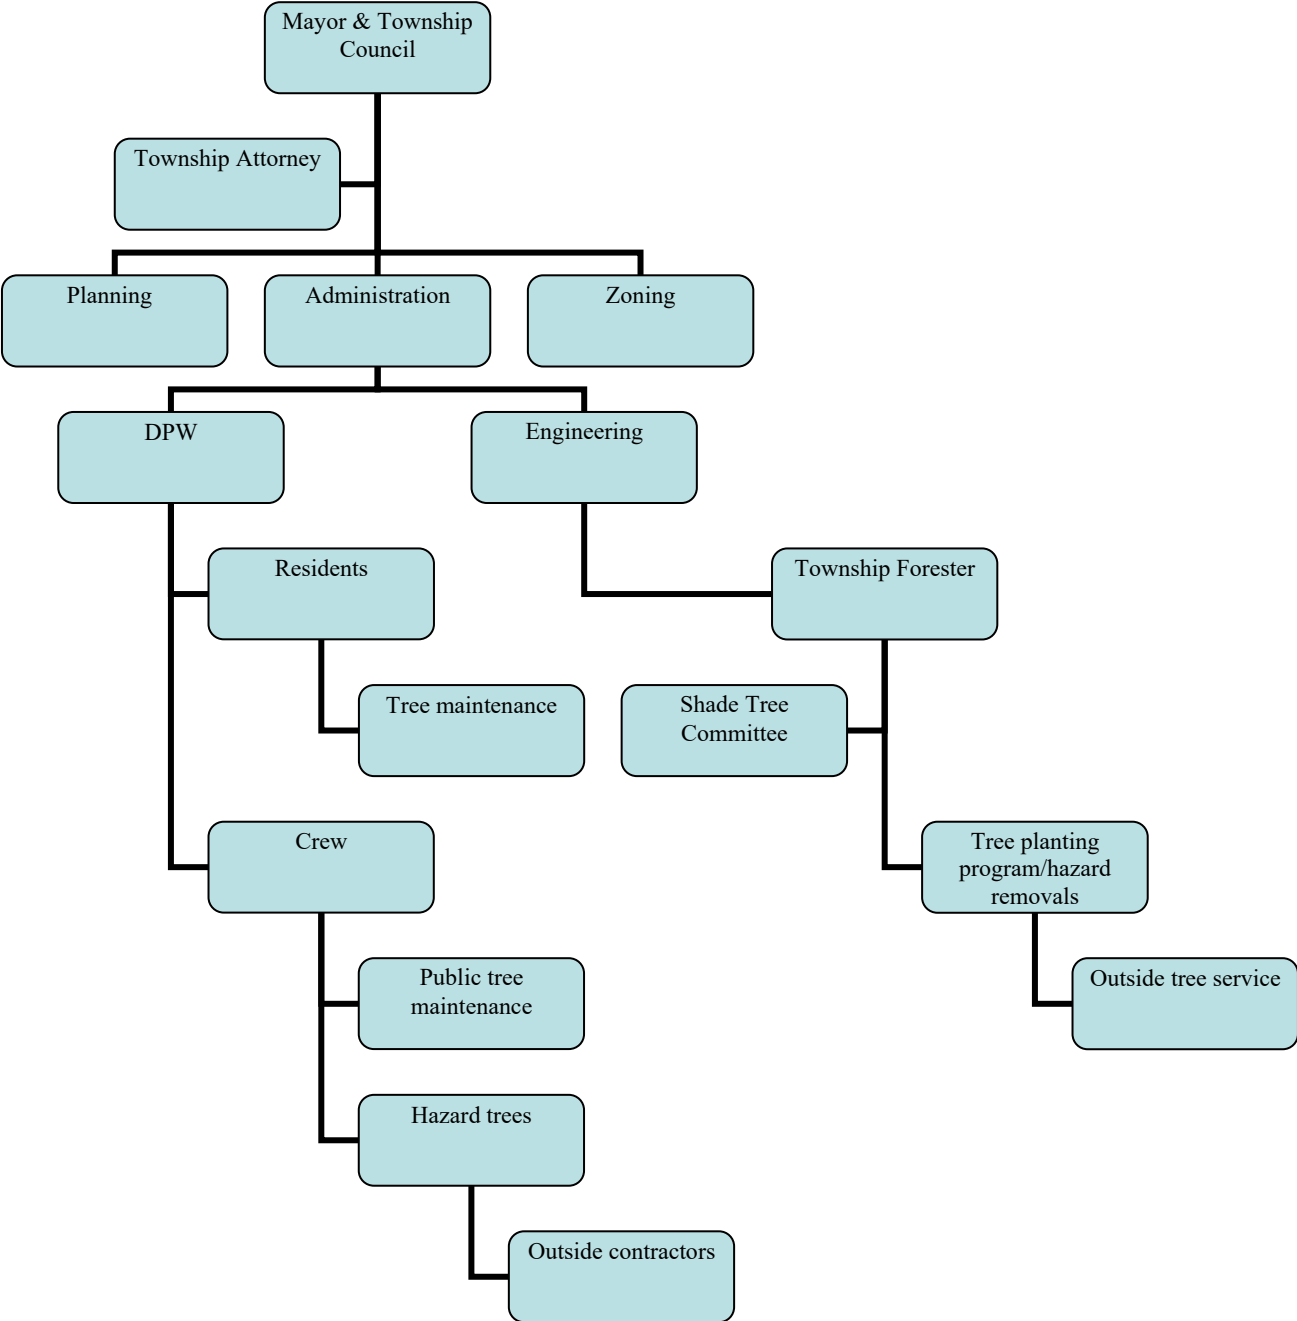 Mayor & Township
Council
Township Attorney
Planning
Administration
Zoning
DPW
Engineering
Residents
Township Forester
Tree maintenance
Shade Tree
Committee
Crew
Tree planting
program/hazard
removals
Public tree
maintenance
Outside tree service
Hazard trees
Outside contractors